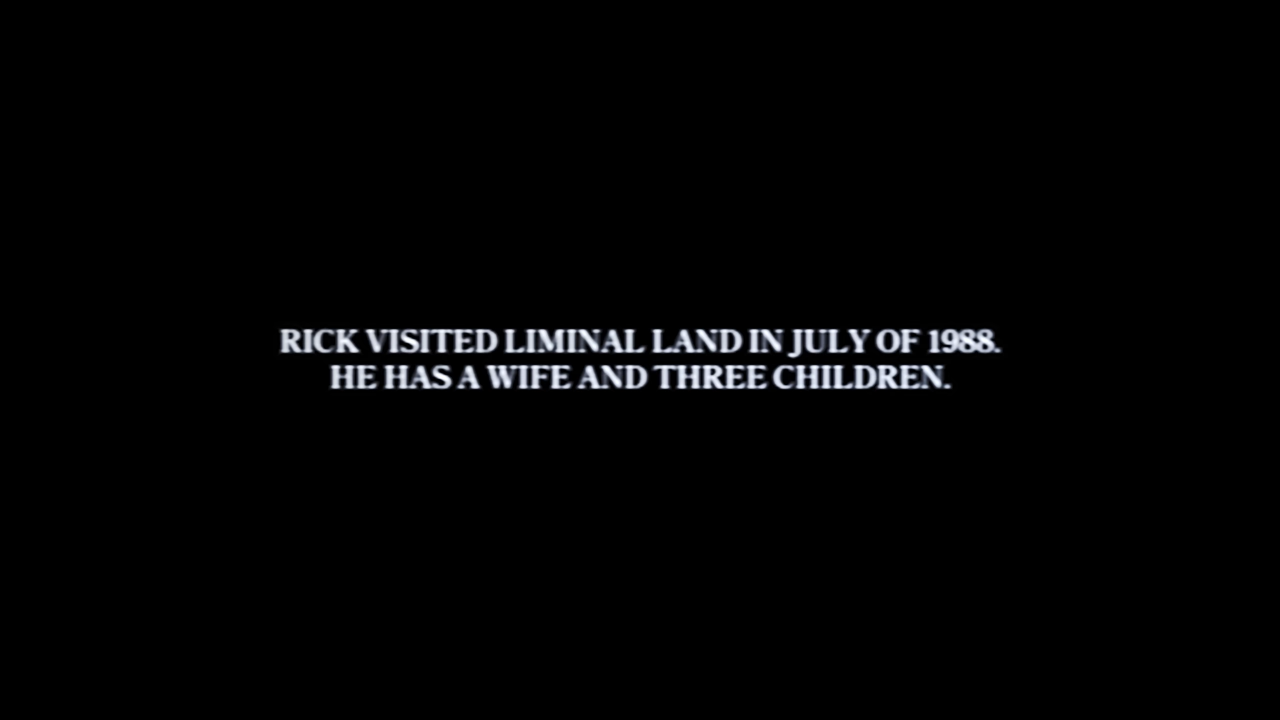 RICK VISITED LIMINAL LAND IN JULY OF 1988.
HE HAS A WIFE AND THREE CHILDREN.